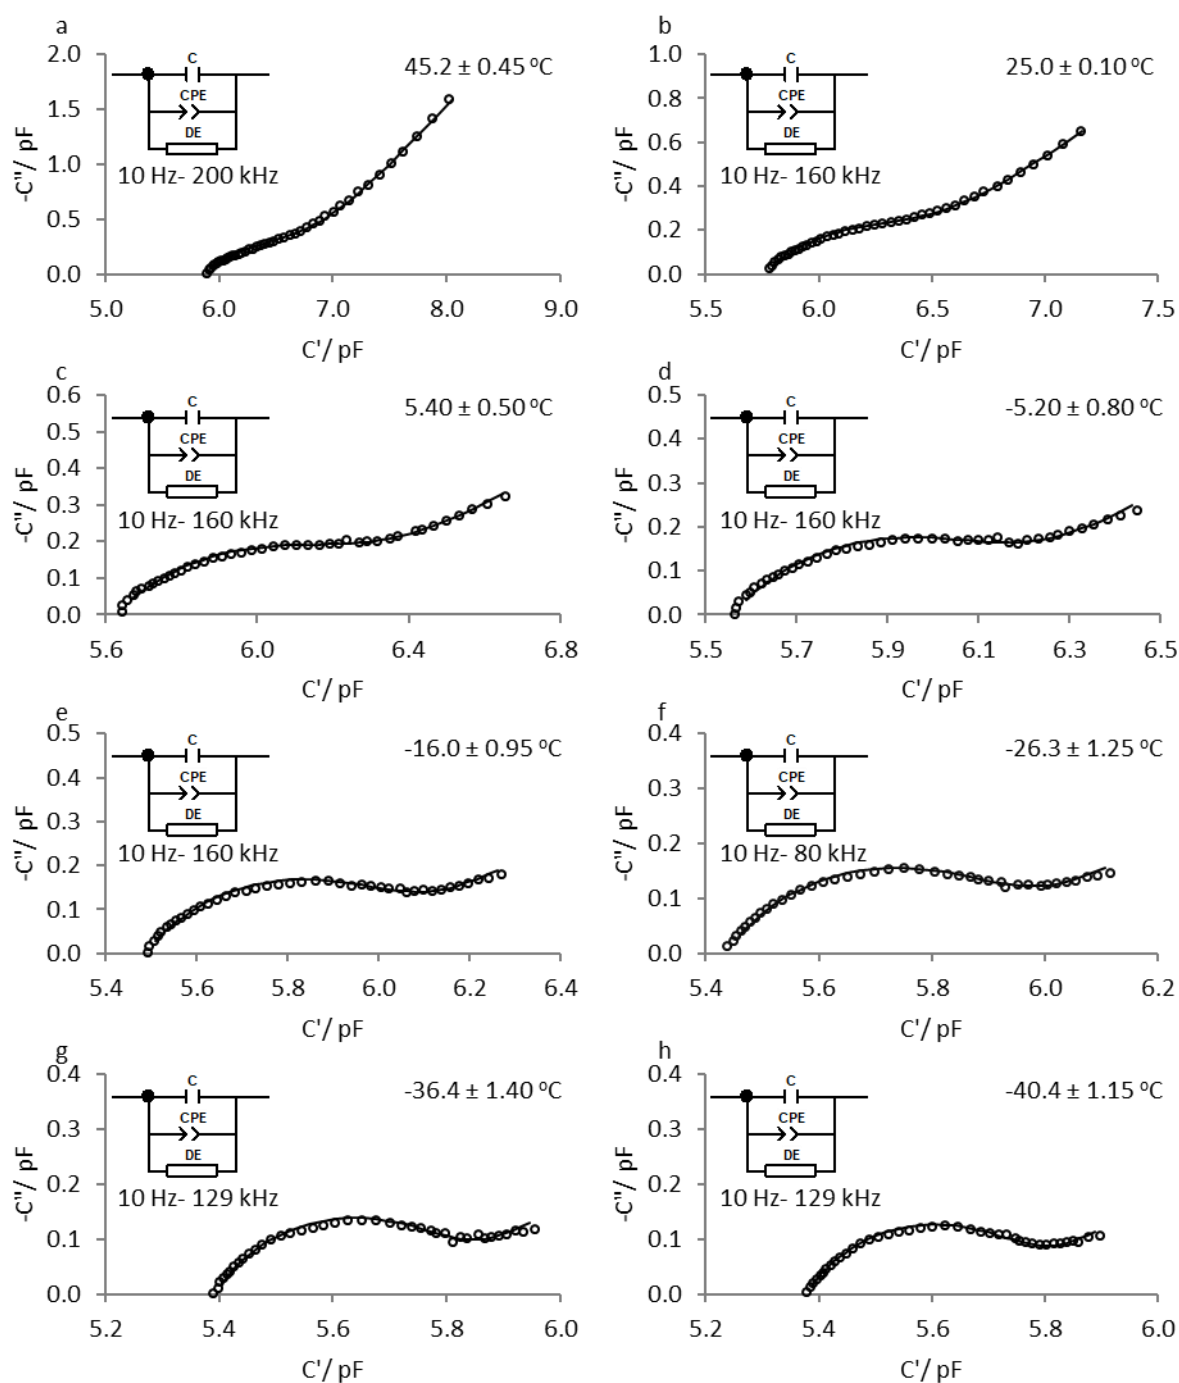 a
2.0
1.5
1.0
0.5
0.0
-C"/ pF
C
CPE
DE
10 Hz- 200 kHz
45.2 ± 0.45 ºC
5.0 6.0 7.0 8.0 9.0
C'/ pF
b
1.0
0.8
0.6
0.4
0.2
0.0
-C"/ pF
C
CPE
DE
10 Hz- 160 kHz
25.0 ± 0.10 ºC
5.5 6.0 6.5 7.0 7.5
C'/ pF
c
0.6
0.5
0.4
0.3
0.2
0.1
0.0
-C"/ pF
C
CPE
DE
10 Hz- 160 kHz
5.40 ± 0.50 ºC
5.6 6.0 6.4 6.8
C'/ pF
d
0.5
0.4
0.3
0.2
0.1
0.0
-C"/ pF
C
CPE
DE
10 Hz- 160 kHz
-5.20 ± 0.80 ºC
5.5 5.7 5.9 6.1 6.3 6.5
C'/ pF
e
0.5
0.4
0.3
0.2
0.1
0.0
-C"/ pF
C
CPE
DE
10 Hz- 160 kHz
-16.0 ± 0.95 ºC
5.4 5.6 5.8 6.0 6.2 6.4
C'/ pF
f
0.4
0.3
0.2
0.1
0.0
-C"/ pF
C
CPE
DE
10 Hz- 80 kHz
-26.3 ± 1.25 ºC
5.4 5.6 5.8 6.0 6.2
C'/ pF
g
0.4
0.3
0.2
0.1
0.0
-C"/ pF
C
CPE
DE
10 Hz- 129 kHz
-36.4 ± 1.40 ºC
5.2 5.4 5.6 5.8 6.0
C'/ pF
h
0.4
0.3
0.2
0.1
0.0
-C"/ pF
C
CPE
DE
10 Hz- 129 kHz
-40.4 ± 1.15 ºC
5.2 5.4 5.6 5.8 6.0
C'/ pF